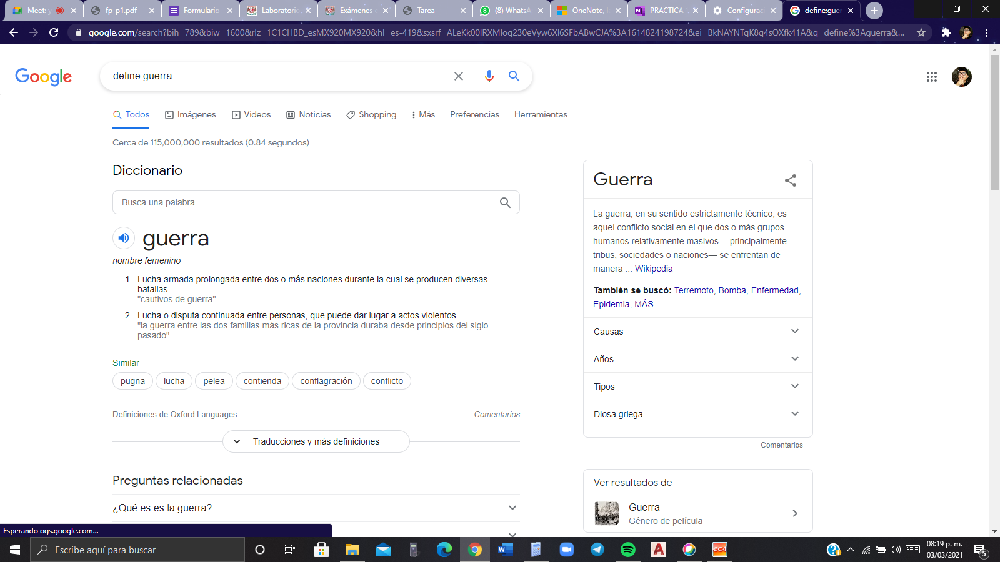 Meet: y
fp_p1.pdf
Formulario
Laboratorio
Exámenes
Tarea
(8) WhatsA
OneNote, l
PRACTICA
Configuraci
define:guer
google.com/search?bih=789&biw=1600&rlz=1C1CHBD_esMX920MX920&hl=es-419&sxsrf=ALeKk00IRXMIoq230eVyw6XI6SFbABwCJA%3A1614824198724&ei=BkNAYNTqK8q4sQXfk41A&q=define%3Aguerra&...
Google
define:guerra
Todos
Imágenes
Videos
Noticias
Shopping
Más
Preferencias
Herramientas
Cerca de 115,000,000 resultados (0.84 segundos)
Diccionario
Busca una palabra
guerra
nombre femenino
1. Lucha armada prolongada entre dos o más naciones durante la cual se producen diversas
batallas.
"cautivos de guerra"
2. Lucha o disputa continuada entre personas, que puede dar lugar a actos violentos.
"la guerra entre las dos familias más ricas de la provincia duraba desde principios del siglo
pasado"
Similar
pugna
lucha
pelea
contienda
conflagración
conflicto
Definiciones de Oxford Languages
Comentarios
Traducciones y más definiciones
Preguntas relacionadas
¿Qué es es la guerra?
Guerra
La guerra, en su sentido estrictamente técnico, es
aquel conflicto social en el que dos o más grupos
humanos relativamente masivos —principalmente
tribus, sociedades o naciones— se enfrentan de
manera ... Wikipedia
También se buscó: Terremoto, Bomba, Enfermedad,
Epidemia, MÁS
Causas
Años
Tipos
Diosa griega
Comentarios
Ver resultados de
Guerra
Género de película
Esperando ogs.google.com...
Escribe aquí para buscar
CC4
08:19 p. m.
03/03/2021
5